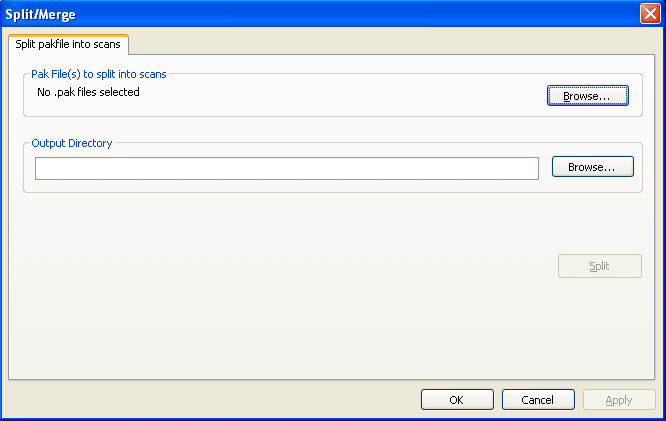 Split/Merge
Split pakfile into scans
Pak File(s) to split into scans
No .pak files selected
Browse...
Output Directory
Browse...
Split
OK Cancel Apply